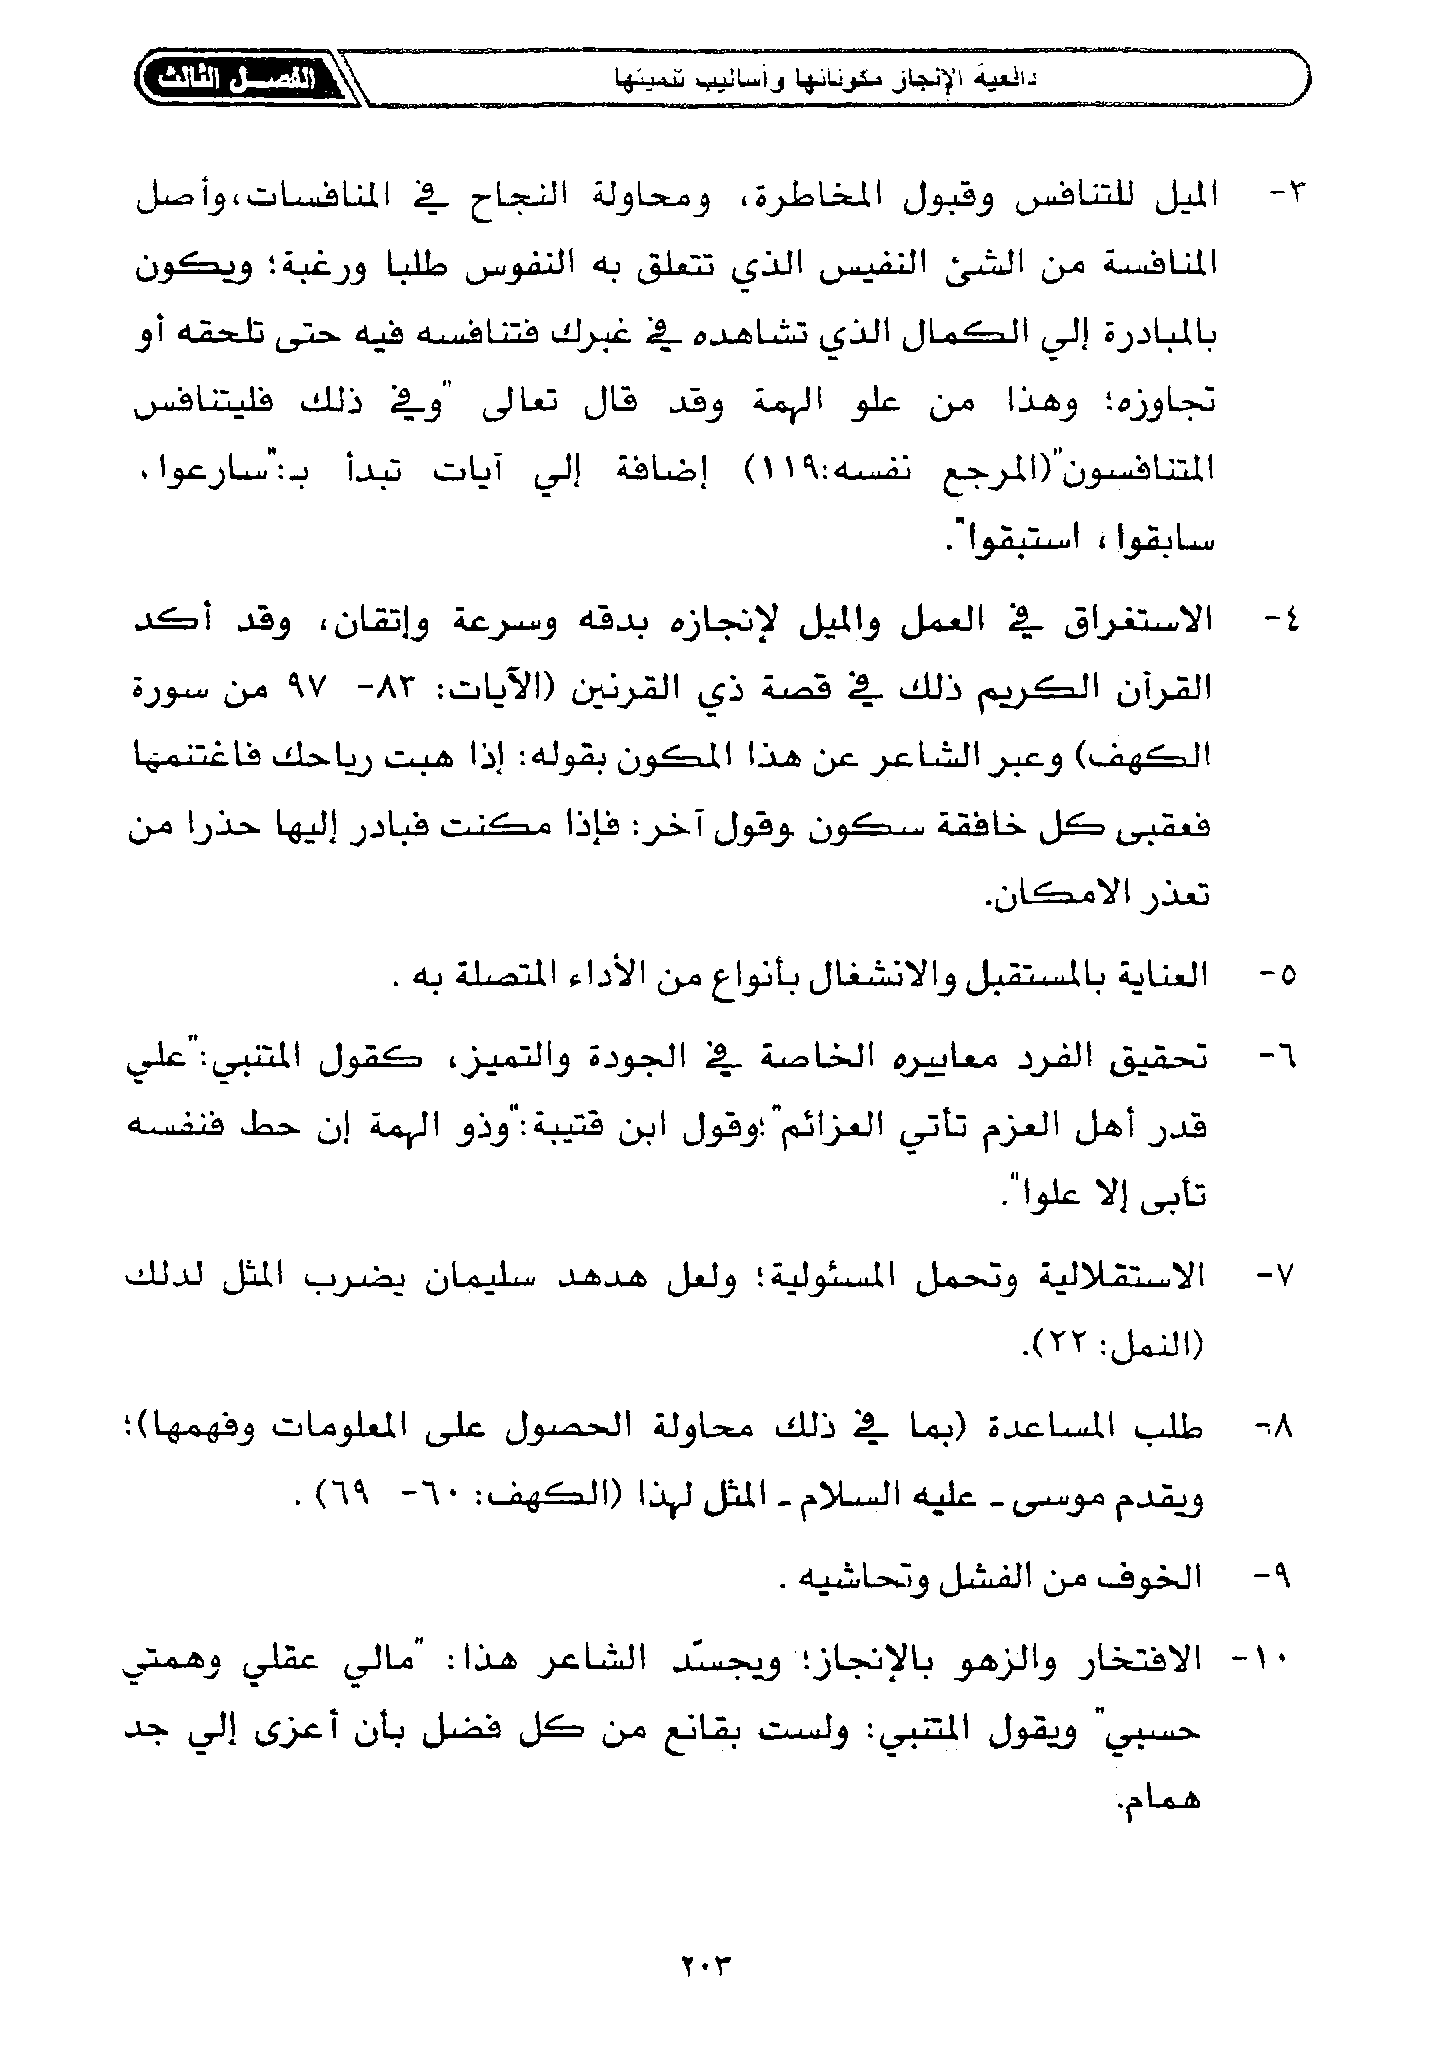 دافعية الإنجاز مكوناتها وأساليب تنميتها
الفصل الثالث
٣- الميل للتنافس وقبول المخاطرة، ومحاولة النجاح في المنافسات،وأصل
المنافسة من الشئ النفيس الذي تتعلق به النفوس طلبا ورغبة؛ ويكون
بالمبادرة إلي الكمال الذي تشاهده في غيرك فتنافسه فيه حتى تلحقه أو
تجاوزه؛ وهذا من علو الهمة وقد قال تعالى "وفي ذلك فليتنافس
المتنافسون"(المرجع نفسه:١١٩) إضافة إلي آيات تبدأ بـ:"سارعوا،
سابقوا، استبقوا".
٤- الاستغراق في العمل والميل لإنجازه بدقه وسرعة وإتقان، وقد أكد
القرآن الكريم ذلك في قصة ذي القرنين (الآيات: ٨٣- ٩٧ من سورة
الكهف) وعبر الشاعر عن هذا المكون بقوله: إذا هبت رياحك فاغتنمها
فعقبى كل خافقة سكون وقول آخر: فإذا مكنت فبادر إليها حذرا من
تعذر الامكان.
٥- العناية بالمستقبل والانشغال بأنواع من الأداء المتصلة به .
٦- تحقيق الفرد معاييره الخاصة في الجودة والتميز، كقول المتنبي:"علي
قدر أهل العزم تأتي العزائم"؛وقول ابن قتيبة:"وذو الهمة إن حط فنفسه
تأبى إلا علوا".
٧- الاستقلالية وتحمل المسئولية؛ ولعل هدهد سليمان يضرب المثل لدلك
(النمل: ٢٢).
٨- طلب المساعدة (بما في ذلك محاولة الحصول على المعلومات وفهمها)؛
ويقدم موسى ـ عليه السلام ـ المثل لهذا (الكهف: ٦٠- ٦٩) .
٩- الخوف من الفشل وتحاشيه .
١٠- الافتخار والزهو بالإنجاز؛ ويجسّد الشاعر هذا: "مالي عقلي وهمتي
حسبي" ويقول المتنبي: ولست بقانع من كل فضل بأن أعزى إلي جد
همام.
٢٠٣